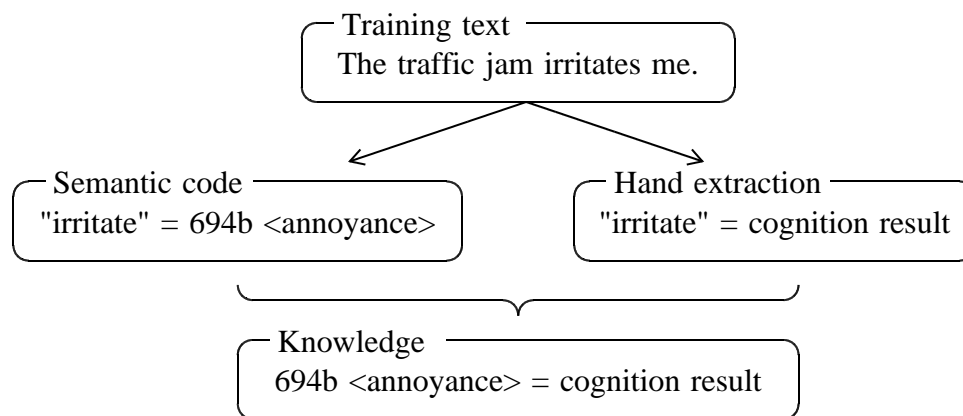 Training text
The traffic jam irritates me.
Semantic code
"irritate" = 694b <annoyance>
Hand extraction
"irritate" = cognition result
Knowledge
694b <annoyance> = cognition result